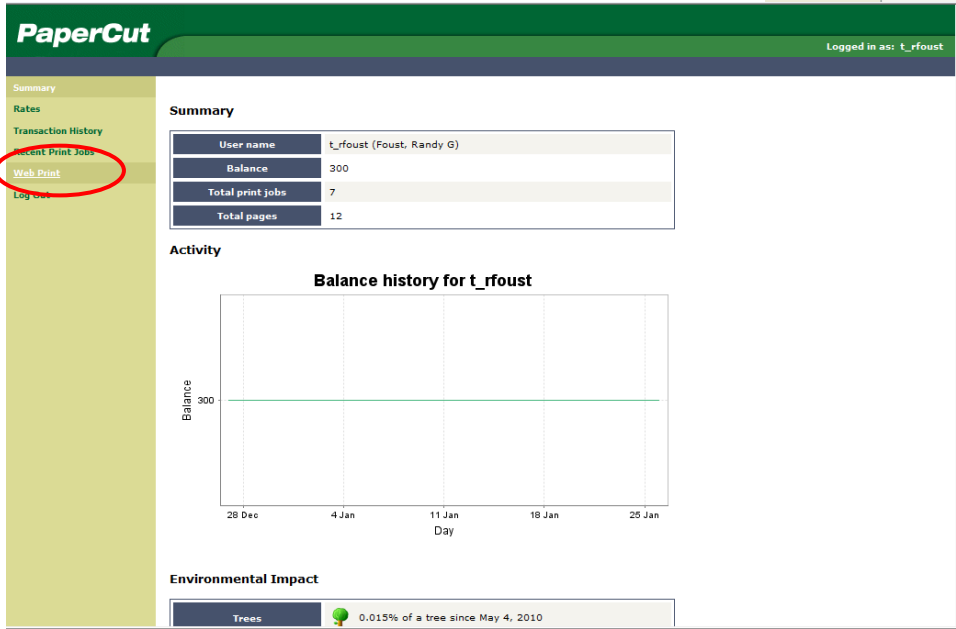 PaperCut
Logged in as: t_rfoust
Summary
Rates
Transaction History
Recent Print Jobs
Web Print
Log Out
Summary
User name t_rfoust (Foust, Randy G)
Balance 300
Total print jobs 7
Total pages 12
Activity
Balance history for t_rfoust
Balance
300
28 Dec 4 Jan 11 Jan 18 Jan 25 Jan
Day
Environmental Impact
Trees 0.015% of a tree since May 4, 2010